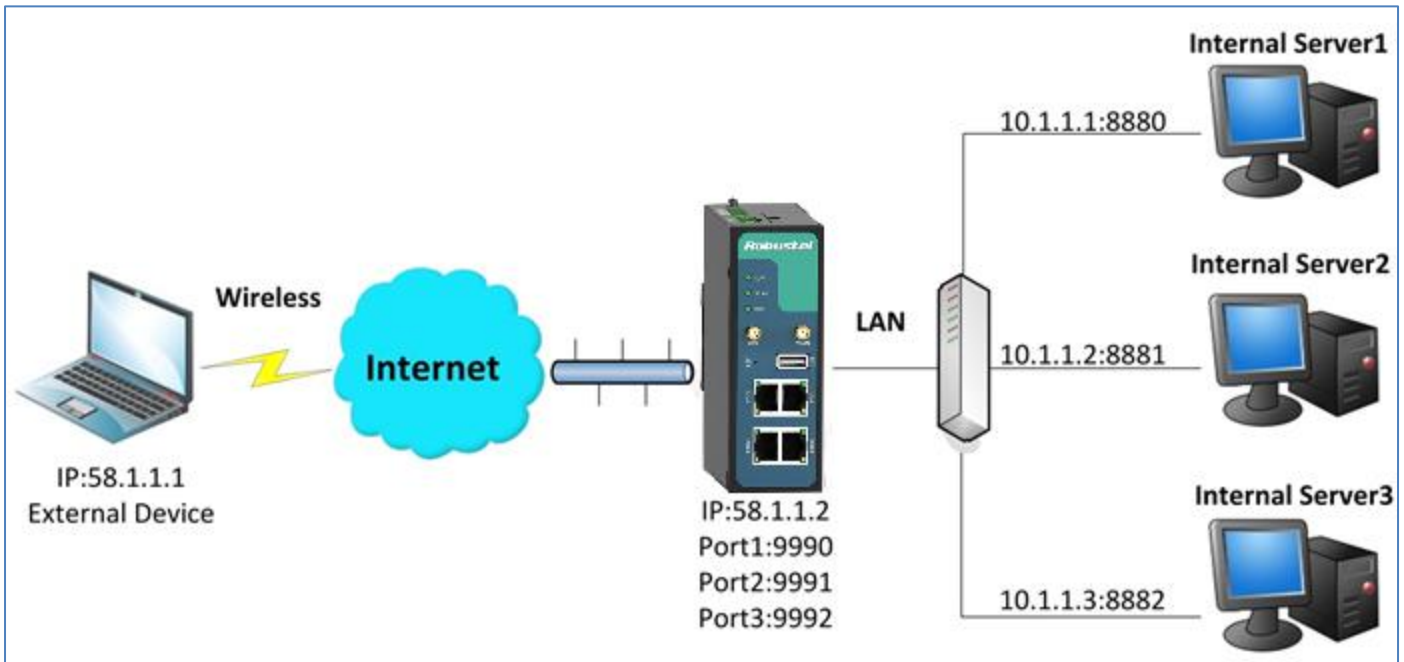 Internal Server1
10.1.1.1:8880
Robustel
Wireless
Internet
LAN
Internal Server2
10.1.1.2:8881
IP:58.1.1.1
External Device
IP:58.1.1.2
Port1:9990
Port2:9991
Port3:9992
Internal Server3
10.1.1.3:8882